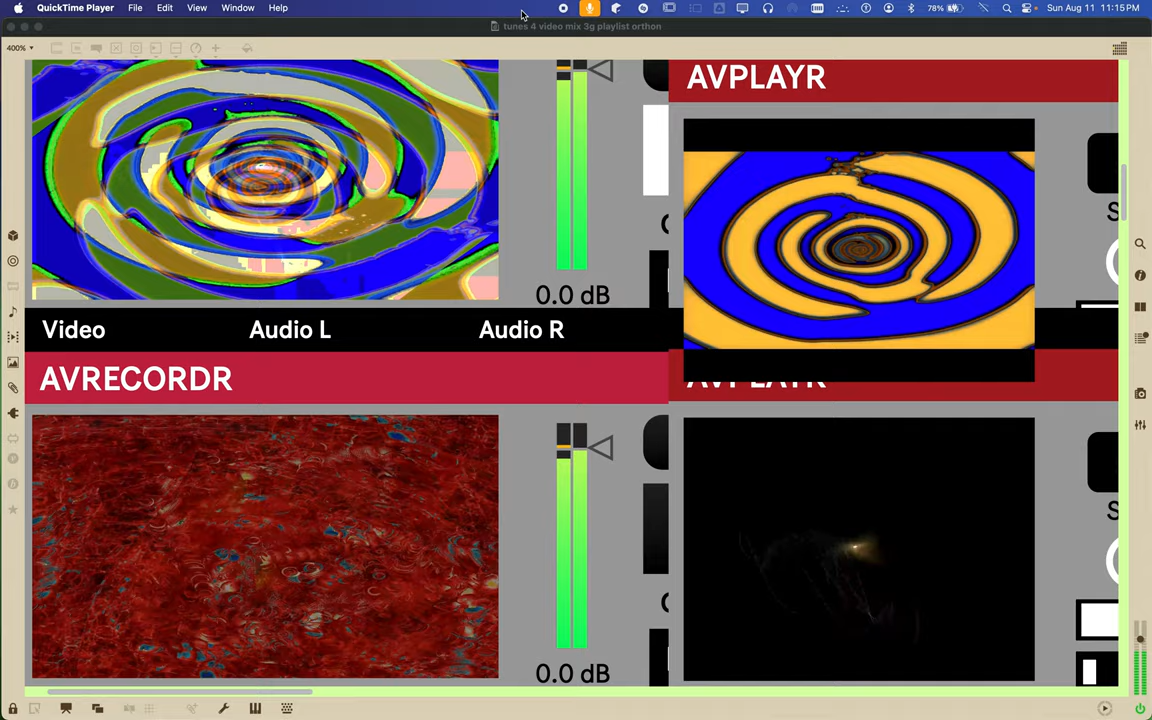 QuickTime Player File Edit View Window Help 78% Sun Aug 11 11:15 PM
tunes 4 video mix 3g playlist orthon
400%
AVPLAYR
S
0.0 dB
Video Audio L Audio R
AVRECORDR
AVPLAYR
S
0.0 dB